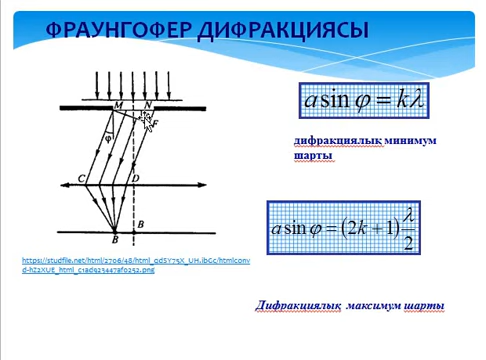 ФРАУНГОФЕР ДИФРАКЦИЯСЫ
M N
F
φ
a sin φ = kλ
дифракциялық минимум
шарты
C D
a sin φ = (2k + 1) λ/2
B B
Дифракциялық максимум шарты